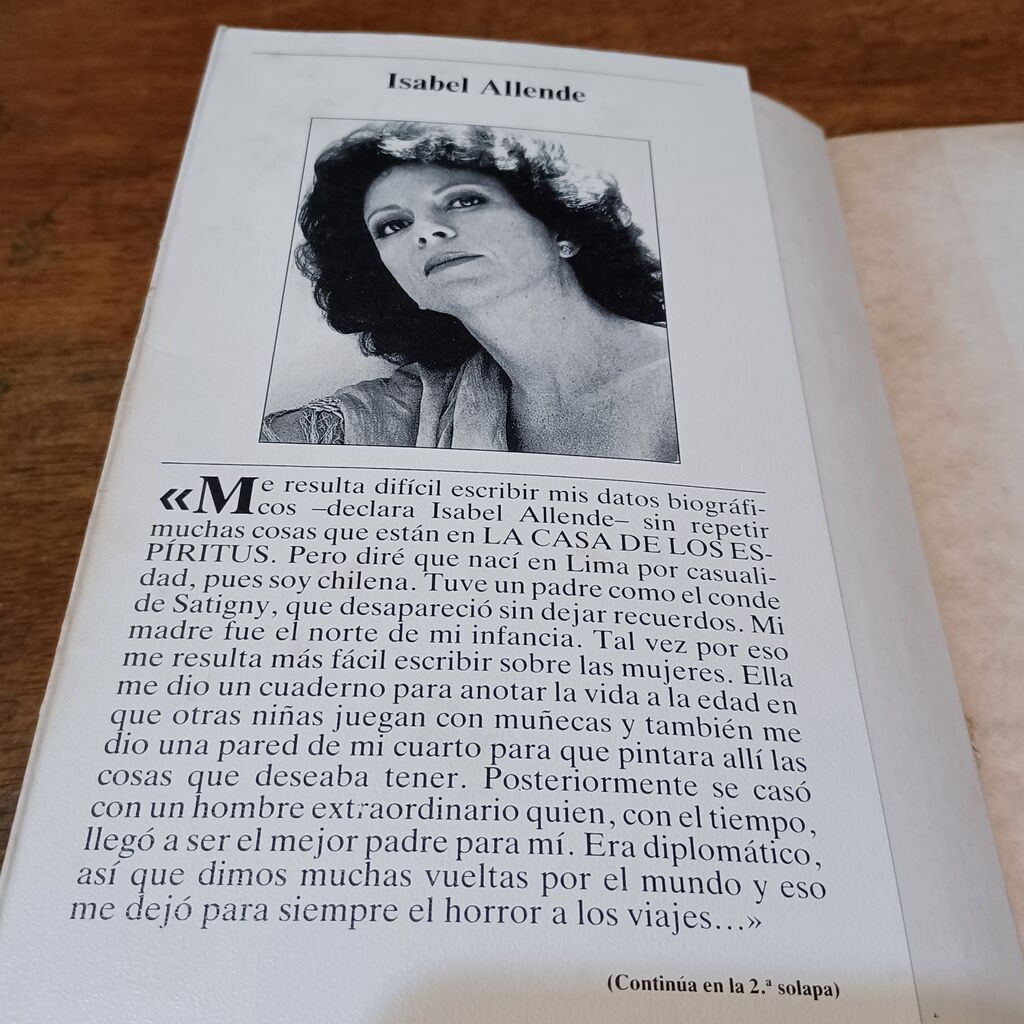 Isabel Allende
«Me resulta difícil escribir mis datos biográfi-
cos –declara Isabel Allende– sin repetir
muchas cosas que están en LA CASA DE LOS ES-
PÍRITUS. Pero diré que nací en Lima por casuali-
dad, pues soy chilena. Tuve un padre como el conde
de Satigny, que desapareció sin dejar recuerdos. Mi
madre fue el norte de mi infancia. Tal vez por eso
me resulta más fácil escribir sobre las mujeres. Ella
me dio un cuaderno para anotar la vida a la edad en
que otras niñas juegan con muñecas y también me
dio una pared de mi cuarto para que pintara allí las
cosas que deseaba tener. Posteriormente se casó
con un hombre extraordinario quien, con el tiempo,
llegó a ser el mejor padre para mí. Era diplomático,
así que dimos muchas vueltas por el mundo y eso
me dejó para siempre el horror a los viajes...»
(Continúa en la 2.ª solapa)